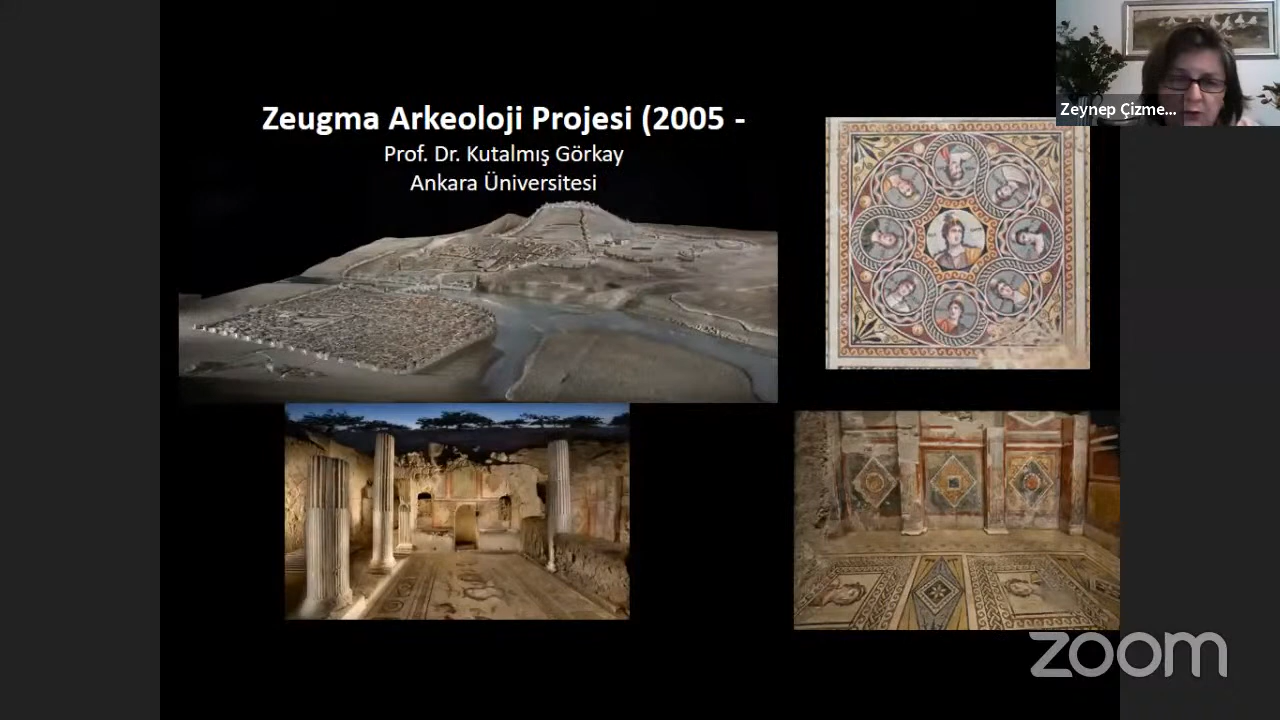 Zeugma Arkeoloji Projesi (2005 -
Prof. Dr. Kutalmış Görkay
Ankara Üniversitesi
Zeynep Çizme...
zoom